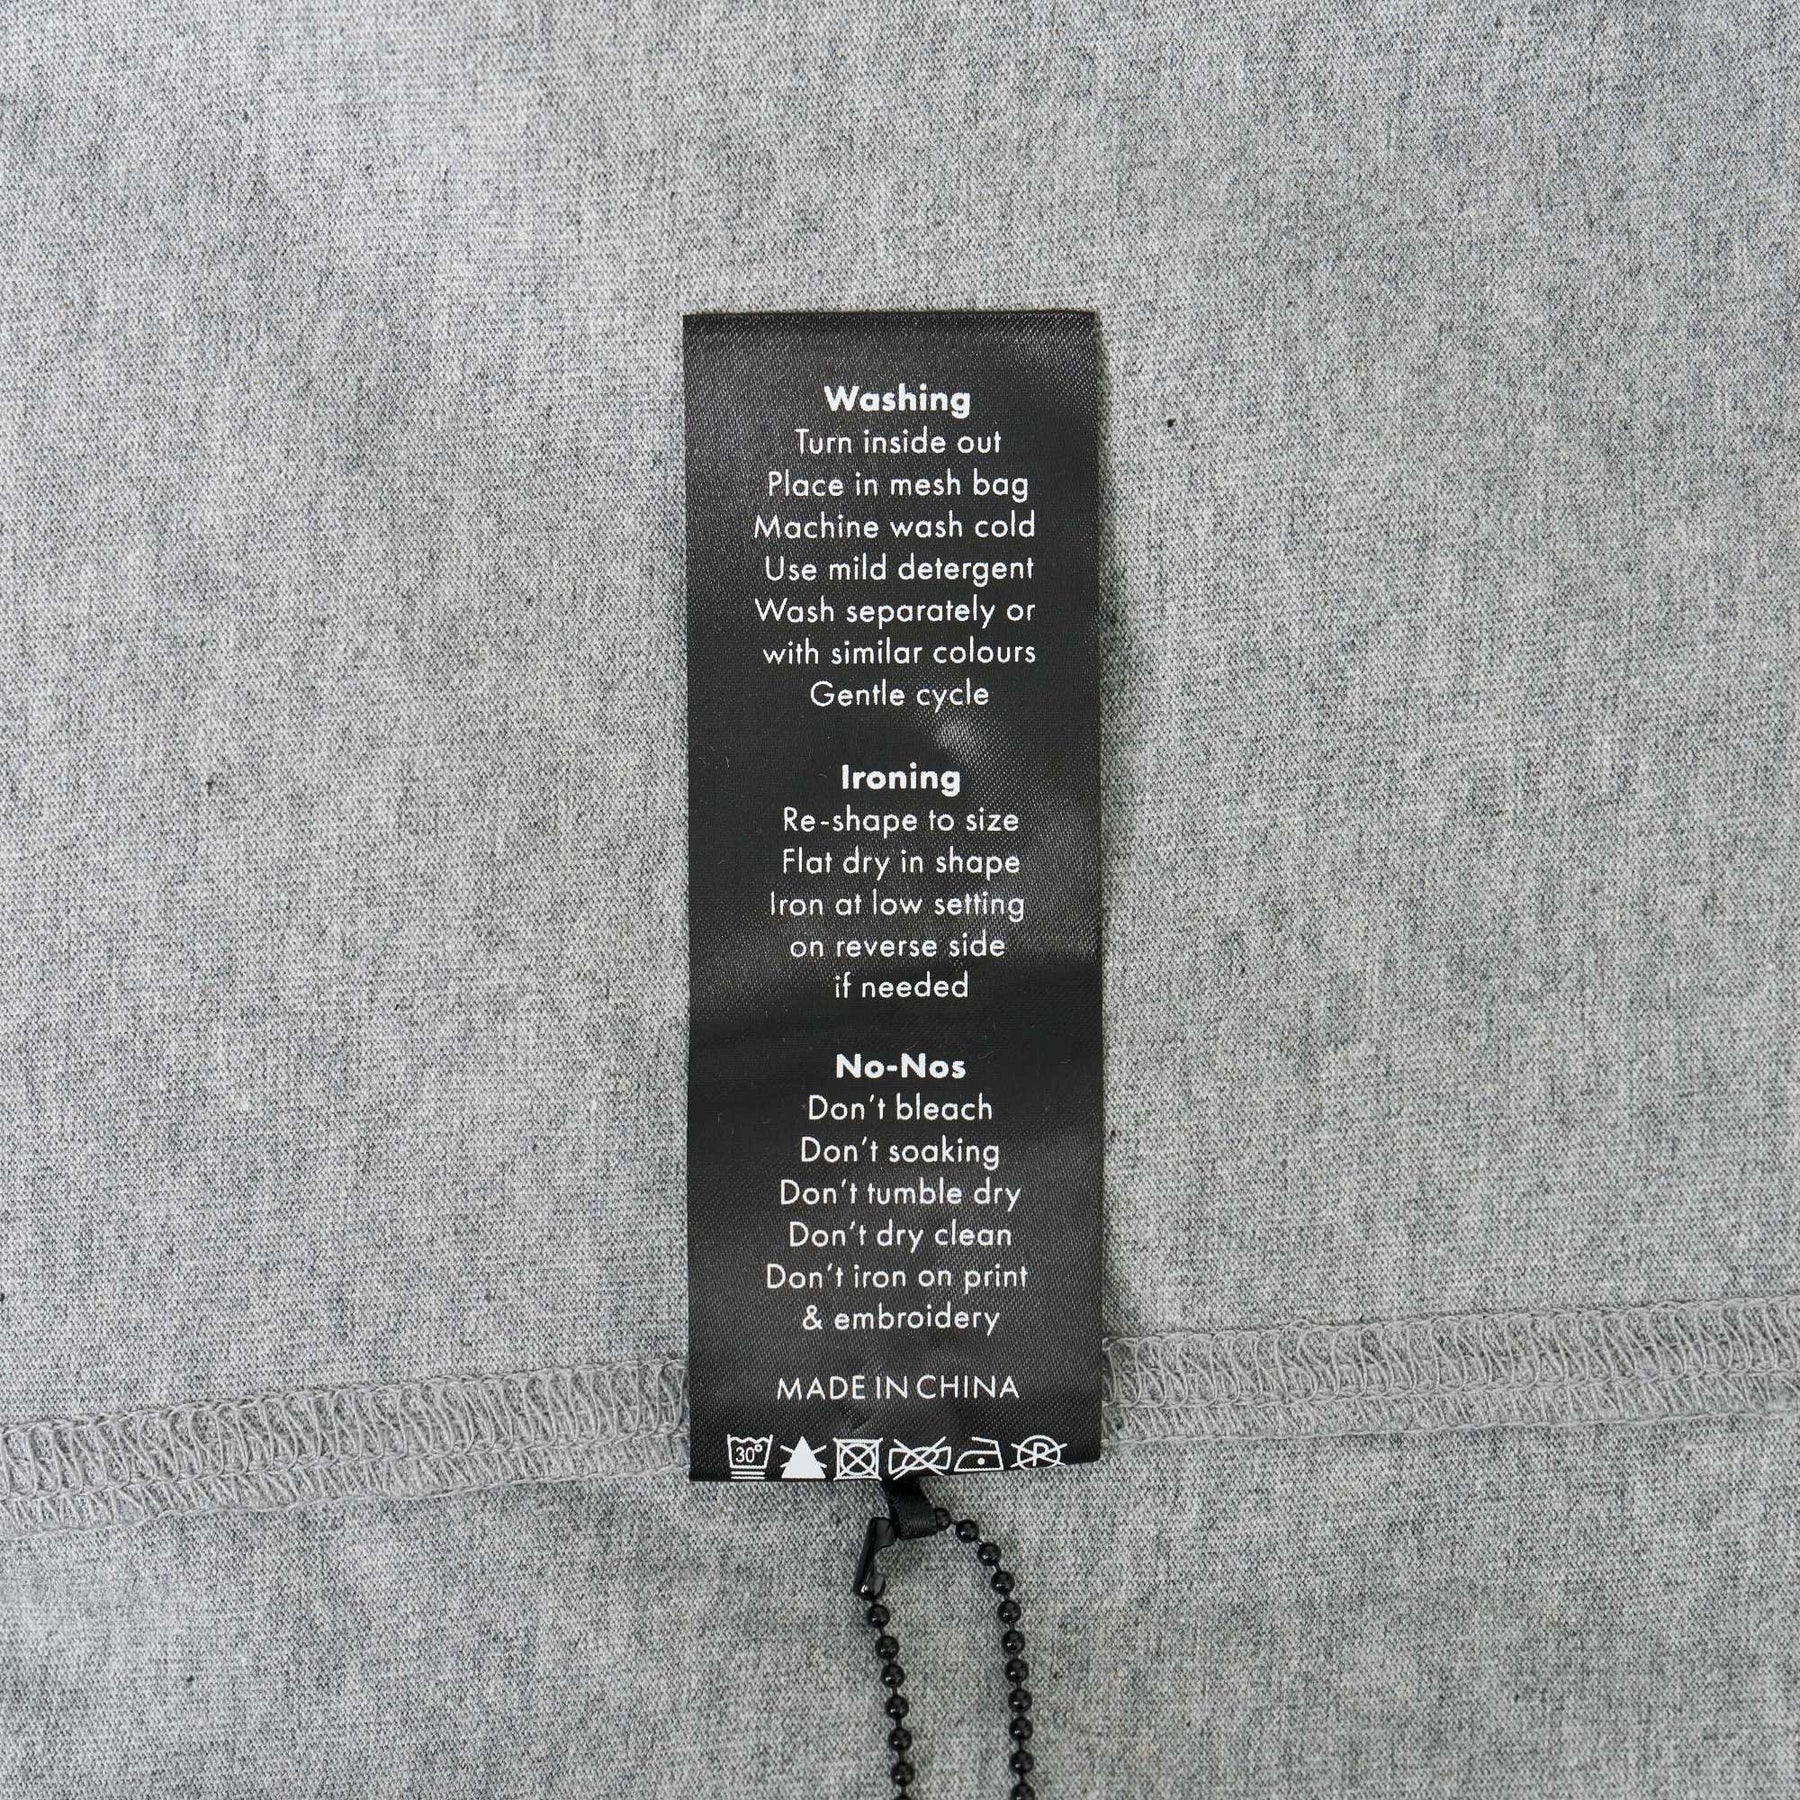 Washing
Turn inside out
Place in mesh bag
Machine wash cold
Use mild detergent
Wash separately or
with similar colours
Gentle cycle
Ironing
Re-shape to size
Flat dry in shape
Iron at low setting
on reverse side
if needed
No-Nos
Don't bleach
Don't soaking
Don't tumble dry
Don't dry clean
Don't iron on print
& embroidery
MADE IN CHINA
30° P